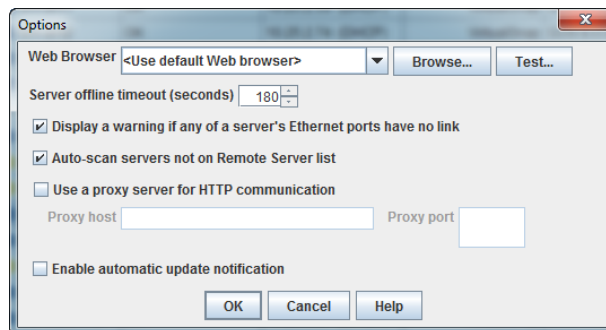 Options
Web Browser <Use default Web browser> Browse... Test...
Server offline timeout (seconds) 180
Display a warning if any of a server's Ethernet ports have no link
Auto-scan servers not on Remote Server list
Use a proxy server for HTTP communication
Proxy host Proxy port
Enable automatic update notification
OK Cancel Help